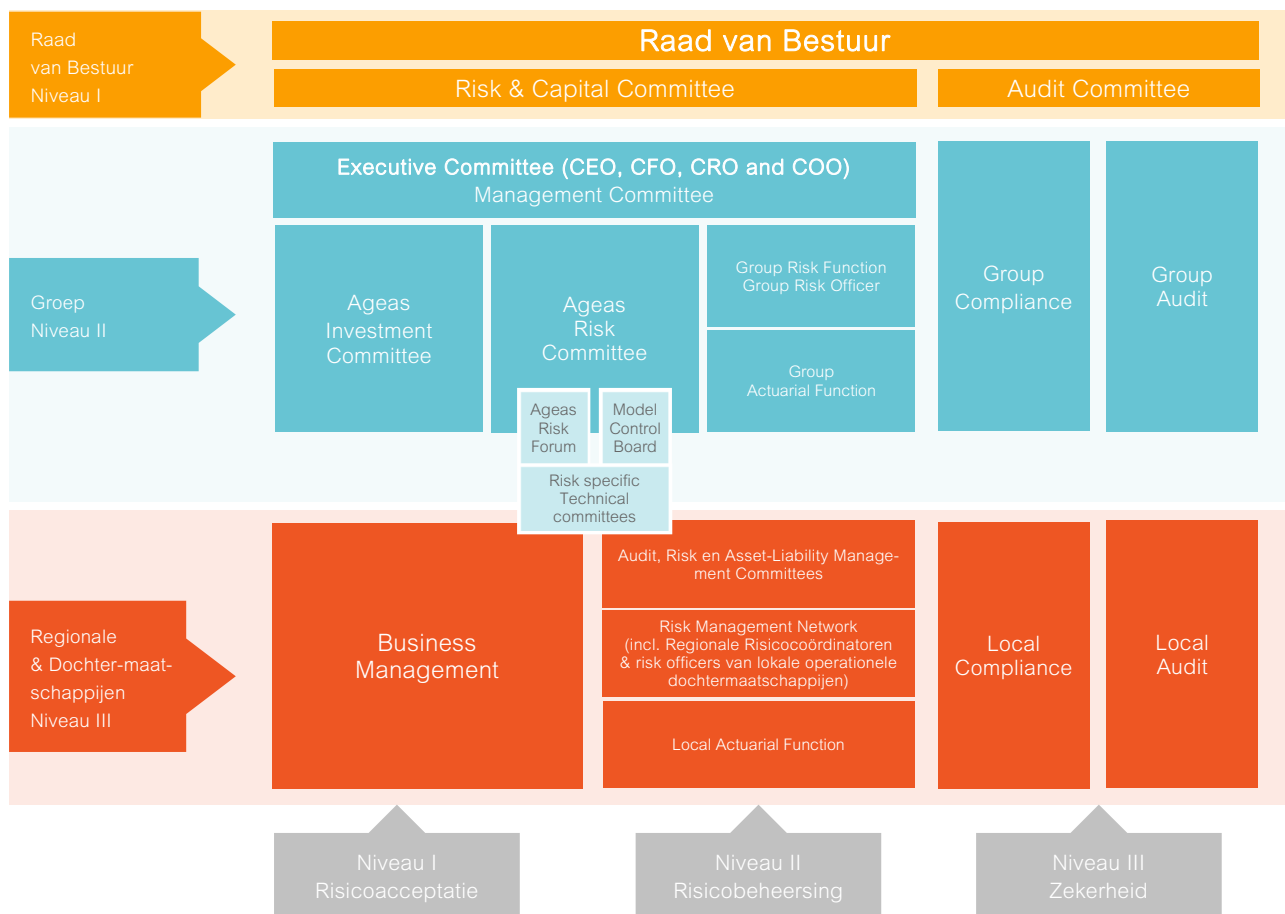 Raad
van Bestuur
Niveau I
Raad van Bestuur
Risk & Capital Committee
Audit Committee
Groep
Niveau II
Executive Committee (CEO, CFO, CRO and COO)
Management Committee
Ageas
Investment
Committee
Ageas
Risk
Committee
Group Risk Function
Group Risk Officer
Group
Actuarial Function
Group
Compliance
Group
Audit
Ageas
Risk
Forum
Model
Control
Board
Risk specific
Technical
committees
Regionale
& Dochter-maat-
schappijen
Niveau III
Business
Management
Audit, Risk en Asset-Liability Manage-
ment Committees
Risk Management Network
(incl. Regionale Risicocoördinatoren
& risk officers van lokale operationele
dochtermaatschappijen)
Local Actuarial Function
Local
Compliance
Local
Audit
Niveau I
Risicoacceptatie
Niveau II
Risicobeheersing
Niveau III
Zekerheid